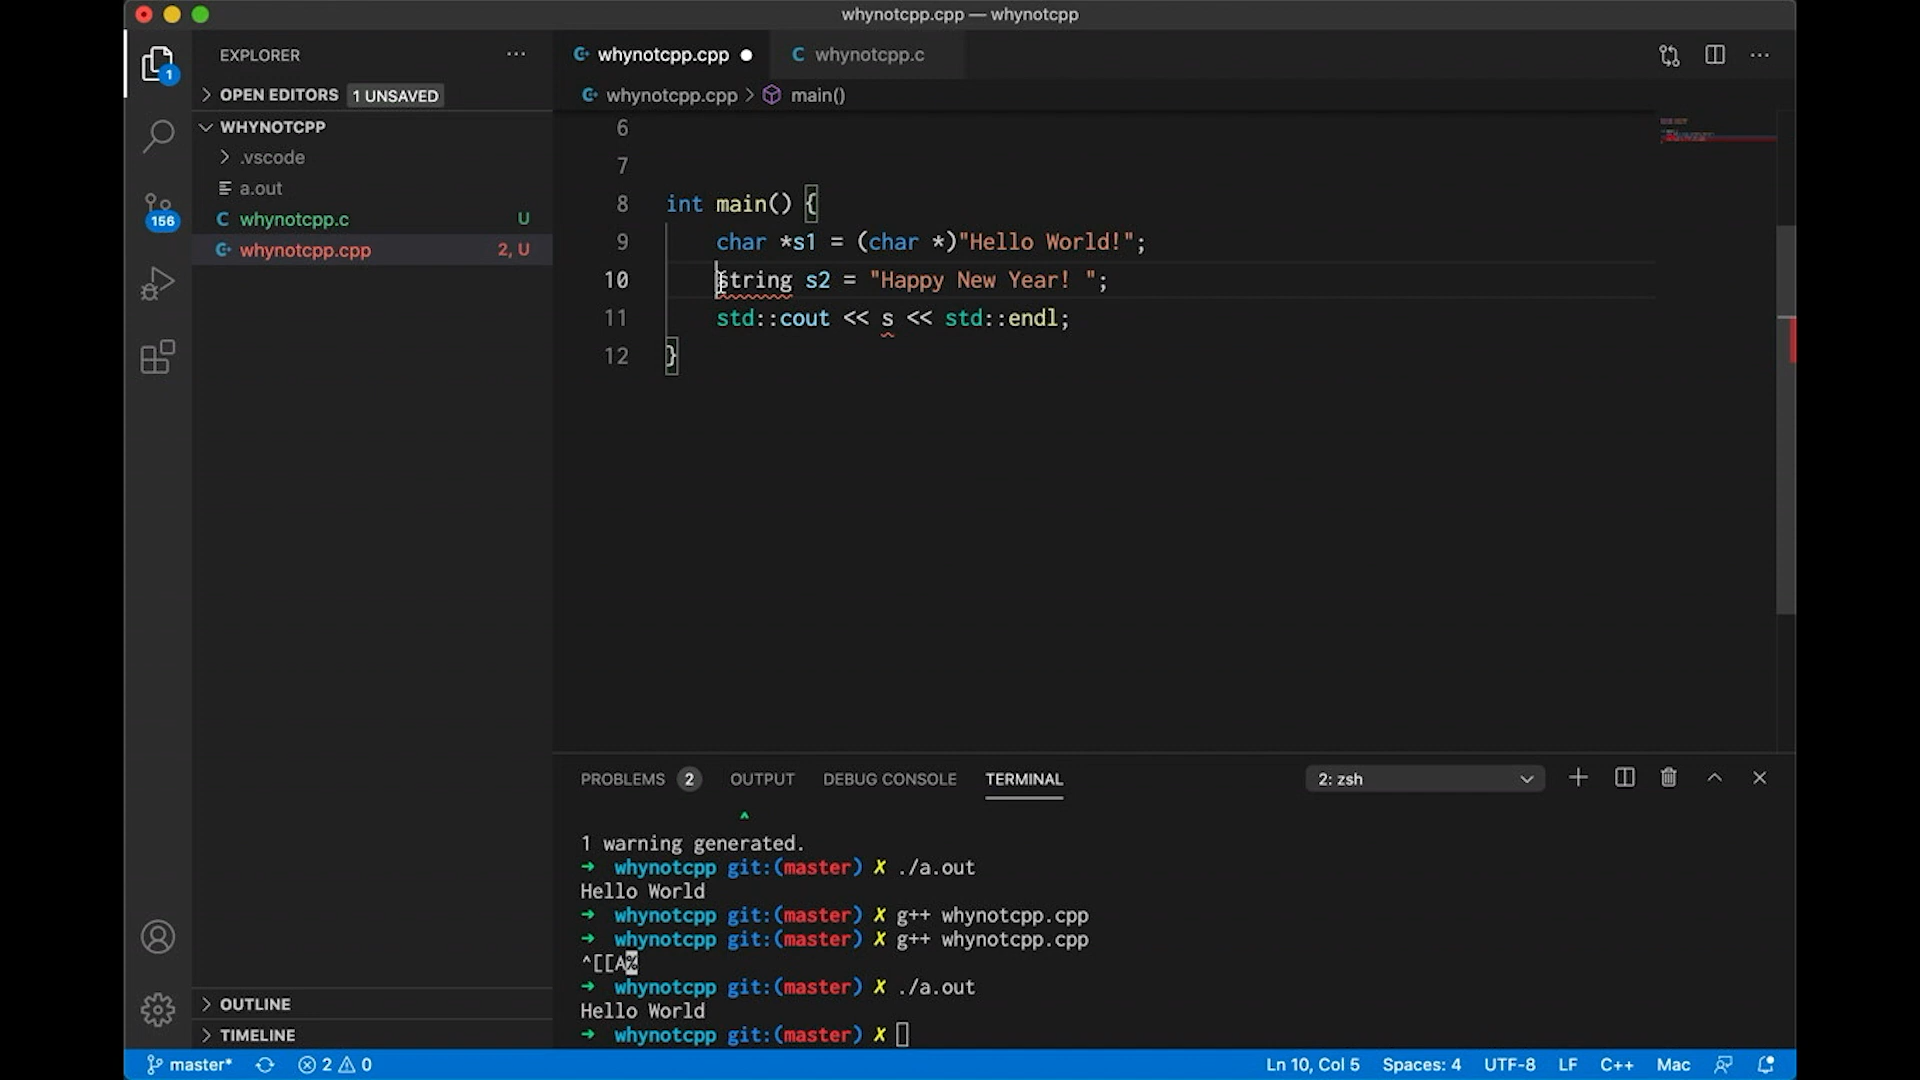 whynotcpp.cpp — whynotcpp
EXPLORER
OPEN EDITORS 1 UNSAVED
WHYNOTCPP
.vscode
a.out
whynotcpp.c U
whynotcpp.cpp 2, U
OUTLINE
TIMELINE
1
156
whynotcpp.cpp
whynotcpp.c
whynotcpp.cpp > main()
6
7
8 int main() {
9 char *s1 = (char *)"Hello World!";
10 string s2 = "Happy New Year! ";
11 std::cout << s << std::endl;
12 }
PROBLEMS 2 OUTPUT DEBUG CONSOLE TERMINAL 2: zsh
^
1 warning generated.
➜ whynotcpp git:(master) ✗ ./a.out
Hello World
➜ whynotcpp git:(master) ✗ g++ whynotcpp.cpp
➜ whynotcpp git:(master) ✗ g++ whynotcpp.cpp
^[[A%
➜ whynotcpp git:(master) ✗ ./a.out
Hello World
➜ whynotcpp git:(master) ✗
master* 2 0 Ln 10, Col 5 Spaces: 4 UTF-8 LF C++ Mac